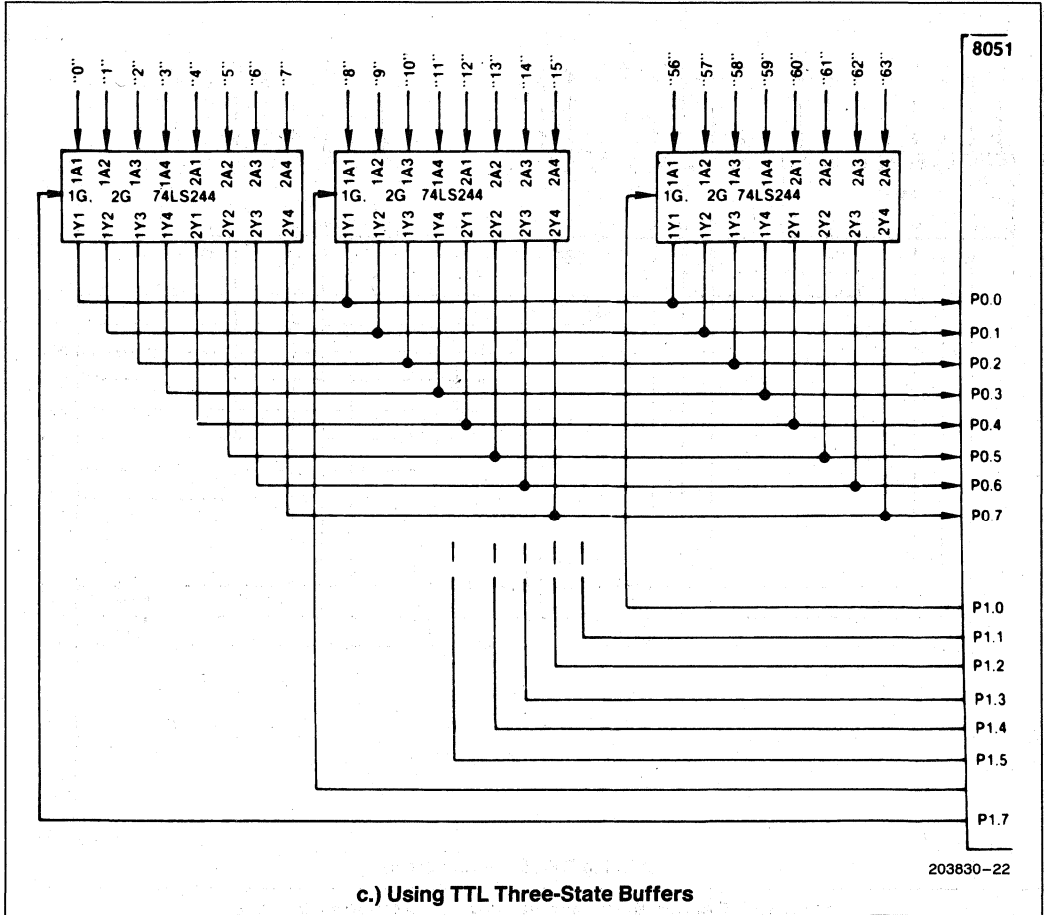 8051
"0" "1" "2" "3" "4" "5" "6" "7" "8" "9" "10" "11" "12" "13" "14" "15" "56" "57" "58" "59" "60" "61" "62" "63"
1A1 1A2 1A3 1A4 2A1 2A2 2A3 2A4
1G. 2G 74LS244
1Y1 1Y2 1Y3 1Y4 2Y1 2Y2 2Y3 2Y4
1A1 1A2 1A3 1A4 2A1 2A2 2A3 2A4
1G. 2G 74LS244
1Y1 1Y2 1Y3 1Y4 2Y1 2Y2 2Y3 2Y4
1A1 1A2 1A3 1A4 2A1 2A2 2A3 2A4
1G. 2G 74LS244
1Y1 1Y2 1Y3 1Y4 2Y1 2Y2 2Y3 2Y4
P0.0
P0.1
P0.2
P0.3
P0.4
P0.5
P0.6
P0.7
P1.0
P1.1
P1.2
P1.3
P1.4
P1.5
P1.7
203830-22
c.) Using TTL Three-State Buffers